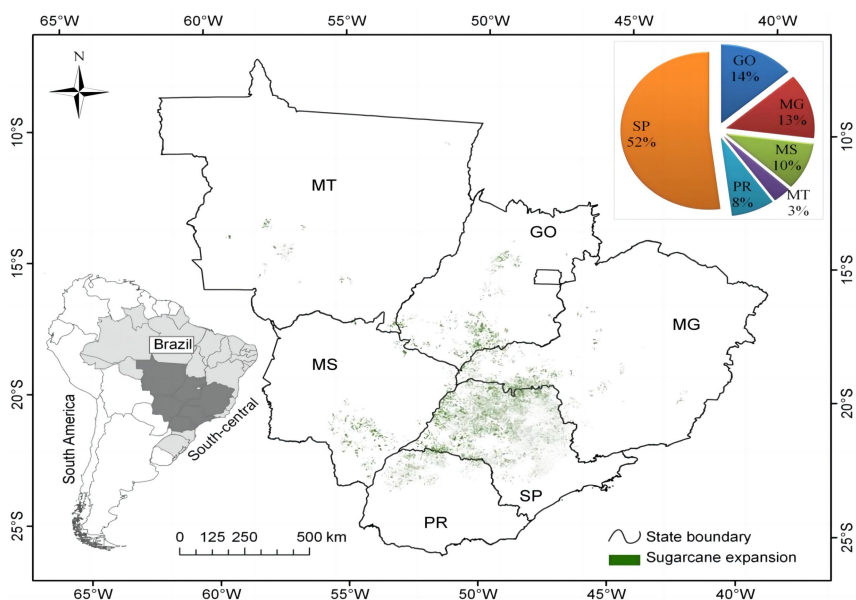 65°W 60°W 55°W 50°W 45°W 40°W
N
GO
14%
MG
13%
SP
52%
MS
10%
PR
8%
MT
3%
10°S 10°S
MT
GO
15°S 15°S
Brazil
MG
MS
20°S 20°S
South America
South-central
SP
PR
25°S 25°S
0 125 250 500 km
State boundary
Sugarcane expansion
65°W 60°W 55°W 50°W 45°W 40°W